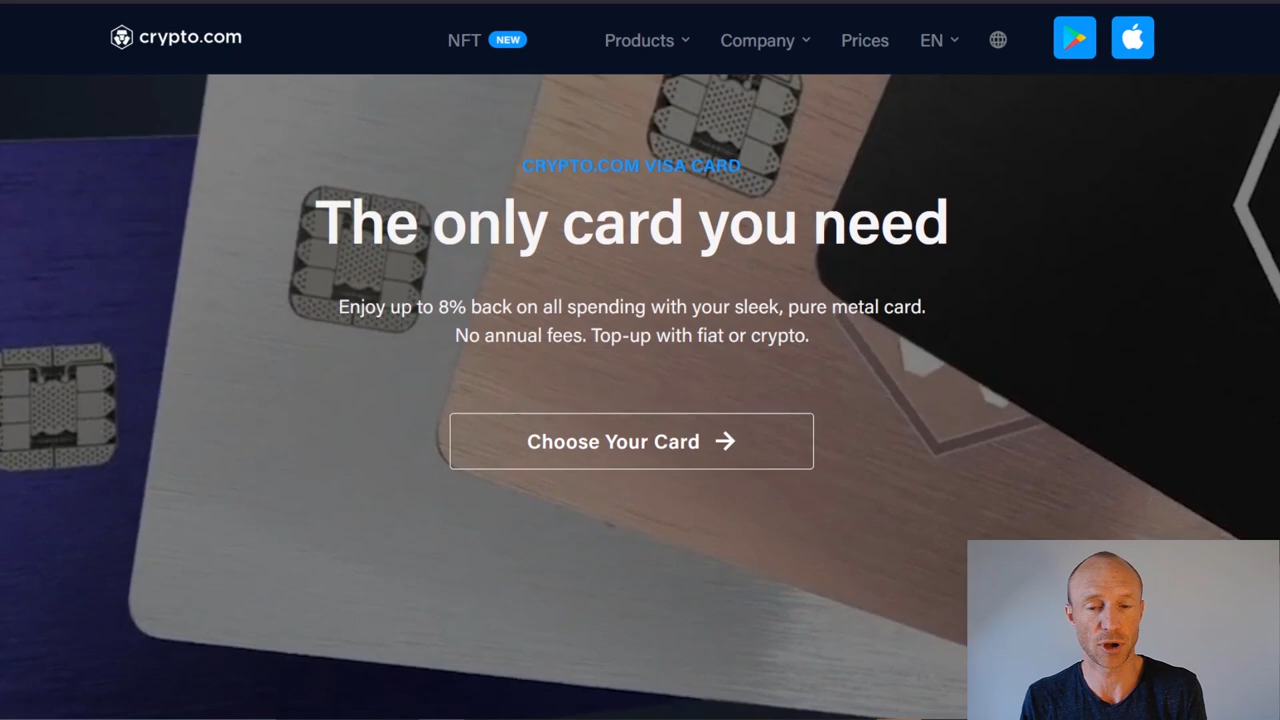 crypto.com
NFT NEW Products Company Prices EN
CRYPTO.COM VISA CARD
The only card you need
Enjoy up to 8% back on all spending with your sleek, pure metal card.
No annual fees. Top-up with fiat or crypto.
Choose Your Card →